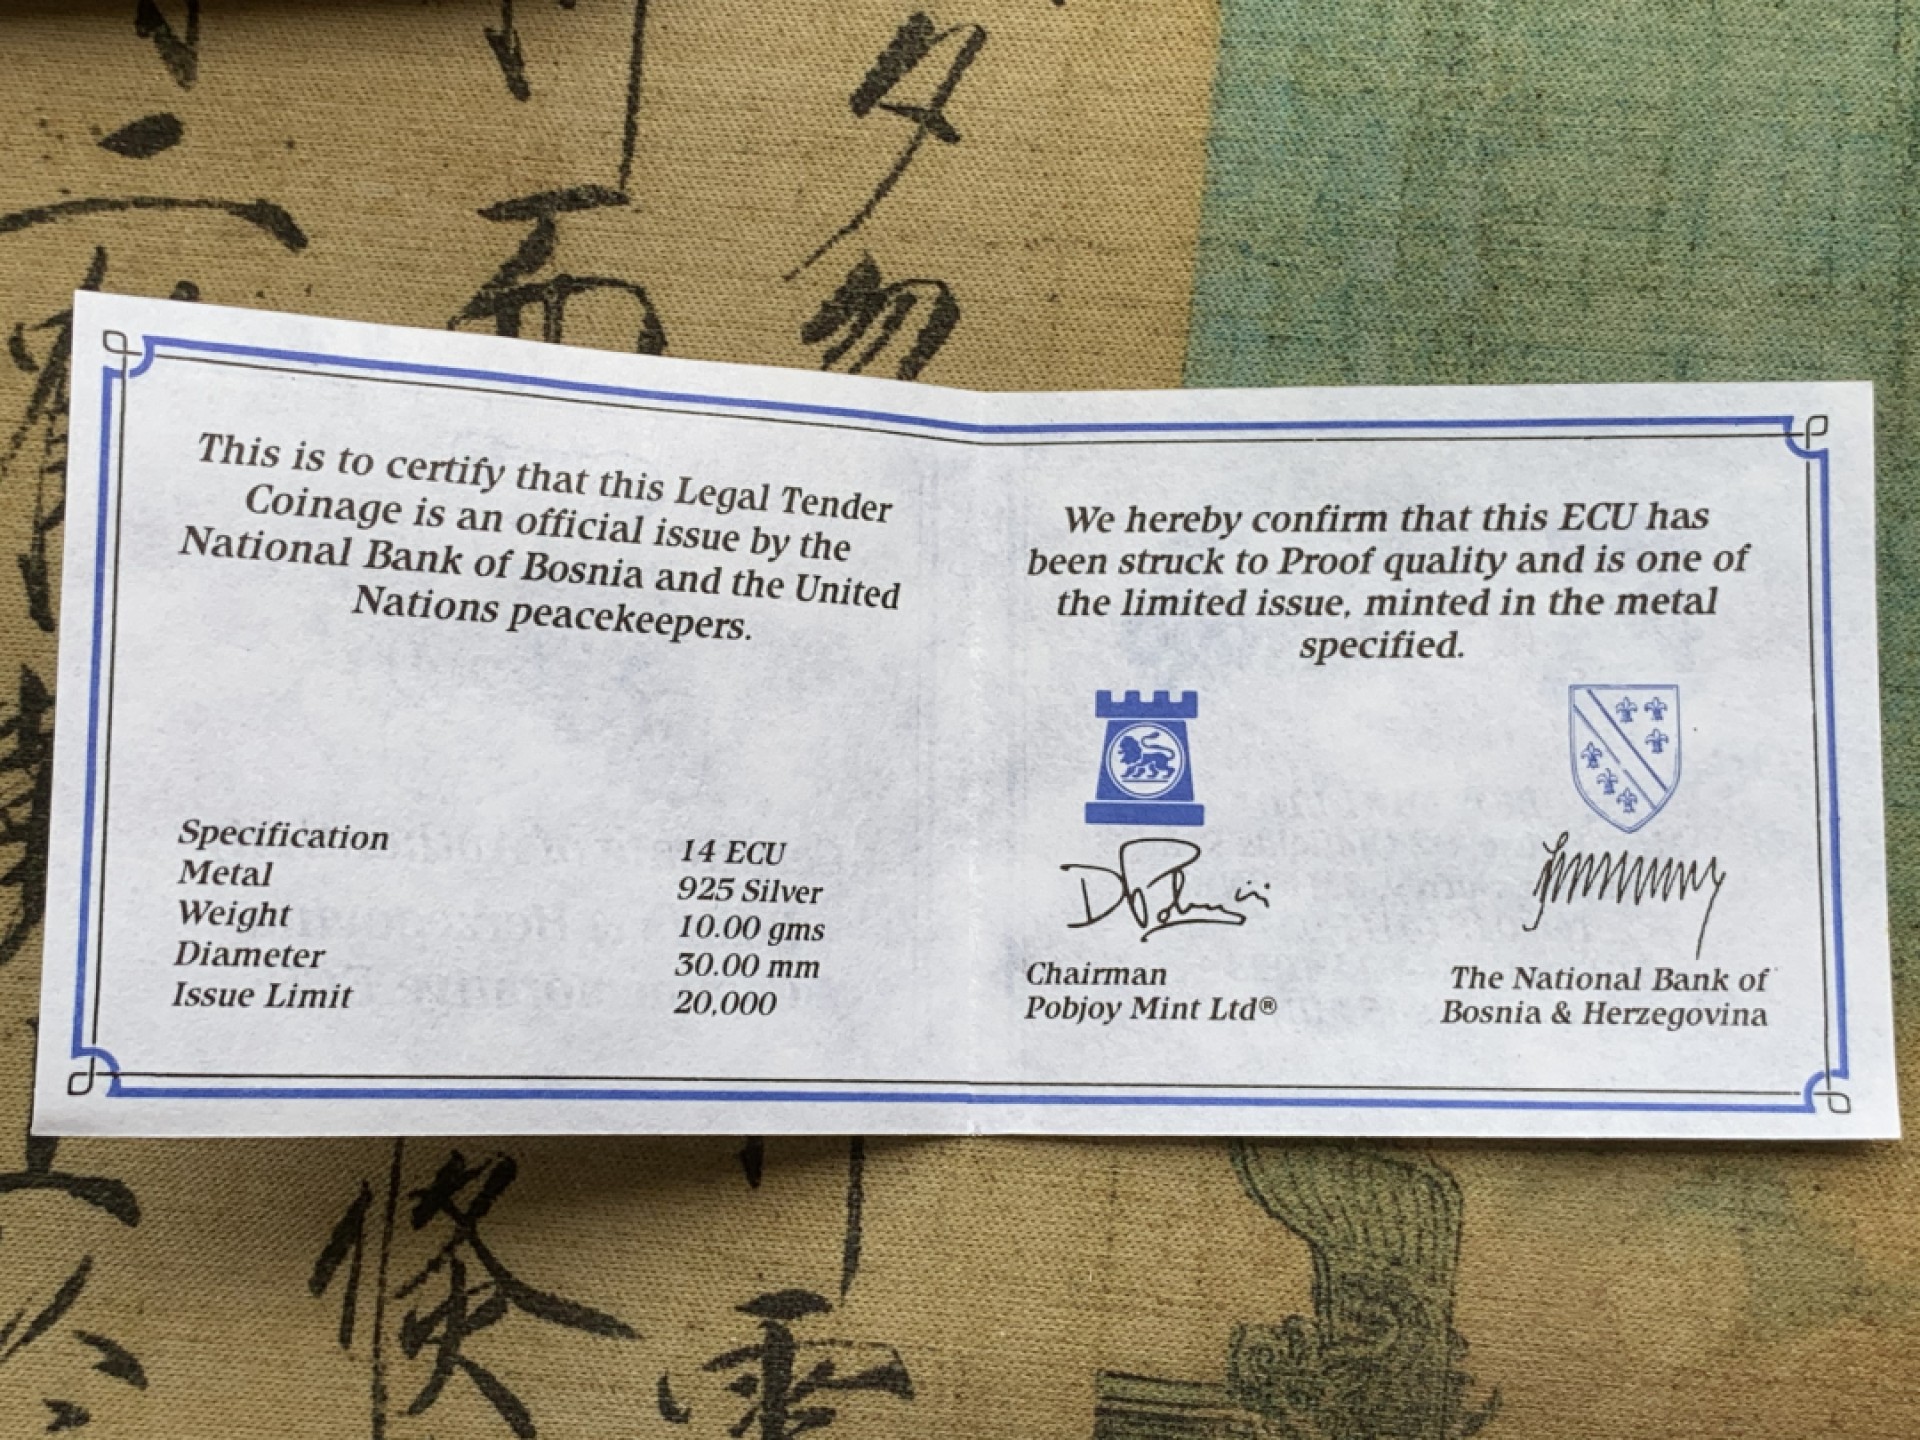 This is to certify that this Legal Tender
Coinage is an official issue by the
National Bank of Bosnia and the United
Nations peacekeepers.
Specification 14 ECU
Metal 925 Silver
Weight 10.00 gms
Diameter 30.00 mm
Issue Limit 20,000
We hereby confirm that this ECU has
been struck to Proof quality and is one of
the limited issue, minted in the metal
specified.
Chairman
Pobjoy Mint Ltd®
The National Bank of
Bosnia & Herzegovina